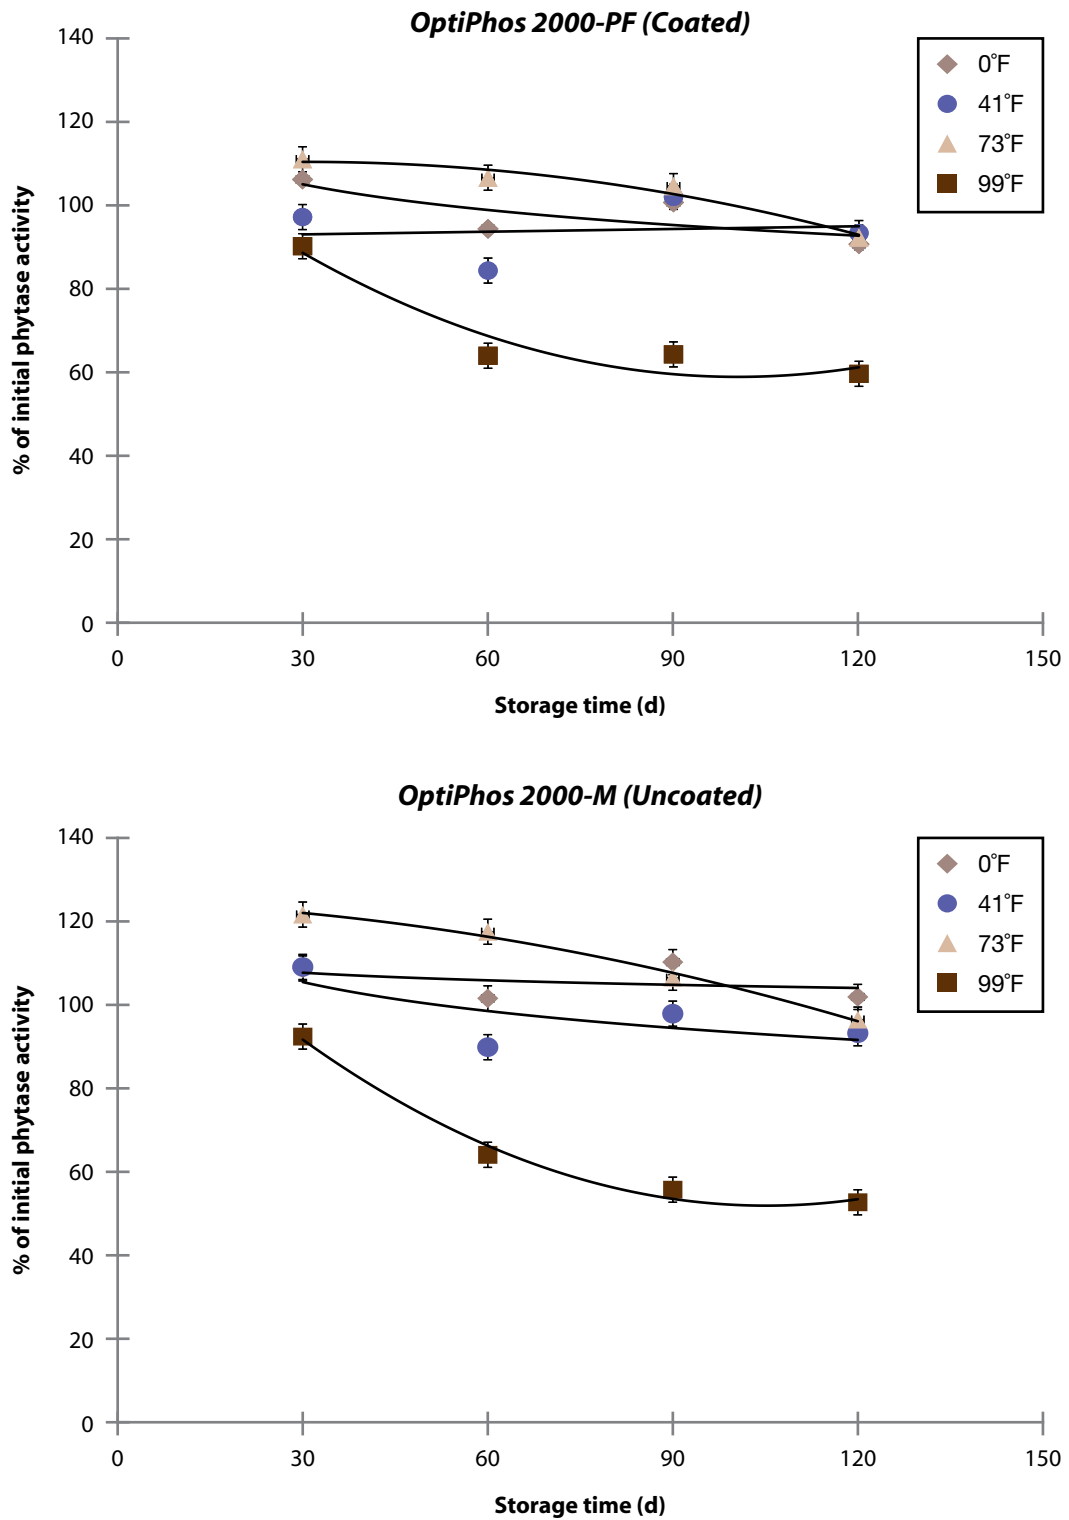 OptiPhos 2000-PF (Coated)
140
120
100
80
60
40
20
0
% of initial phytase activity
0 30 60 90 120 150
Storage time (d)
0°F
41°F
73°F
99°F
OptiPhos 2000-M (Uncoated)
140
120
100
80
60
40
20
0
% of initial phytase activity
0 30 60 90 120 150
Storage time (d)
0°F
41°F
73°F
99°F